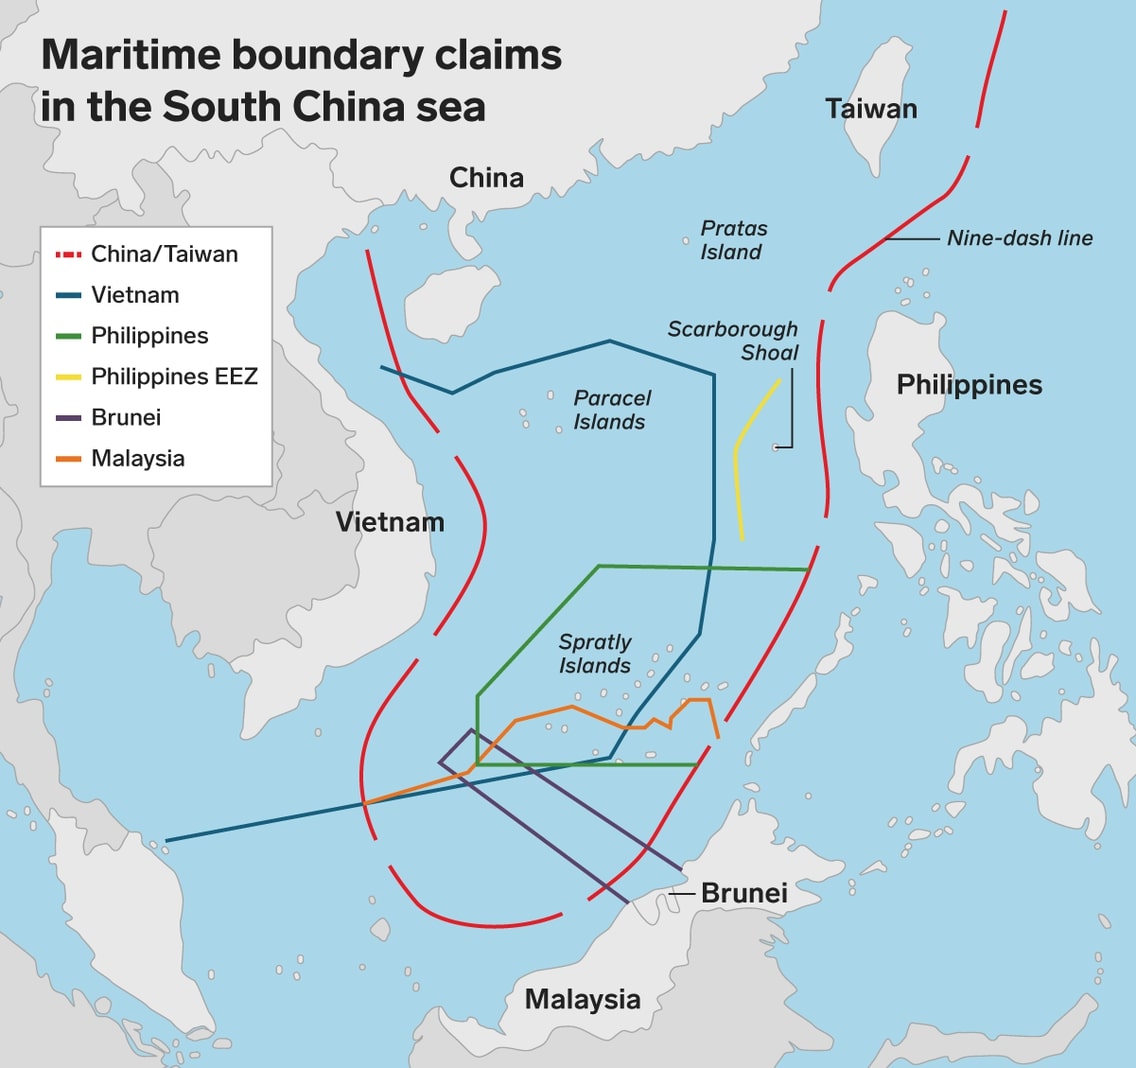 Maritime boundary claims
in the South China sea
Taiwan
China
Pratas
Island
Nine-dash line
China/Taiwan
Vietnam
Philippines
Philippines EEZ
Brunei
Malaysia
Scarborough
Shoal
Philippines
Paracel
Islands
Vietnam
Spratly
Islands
Brunei
Malaysia